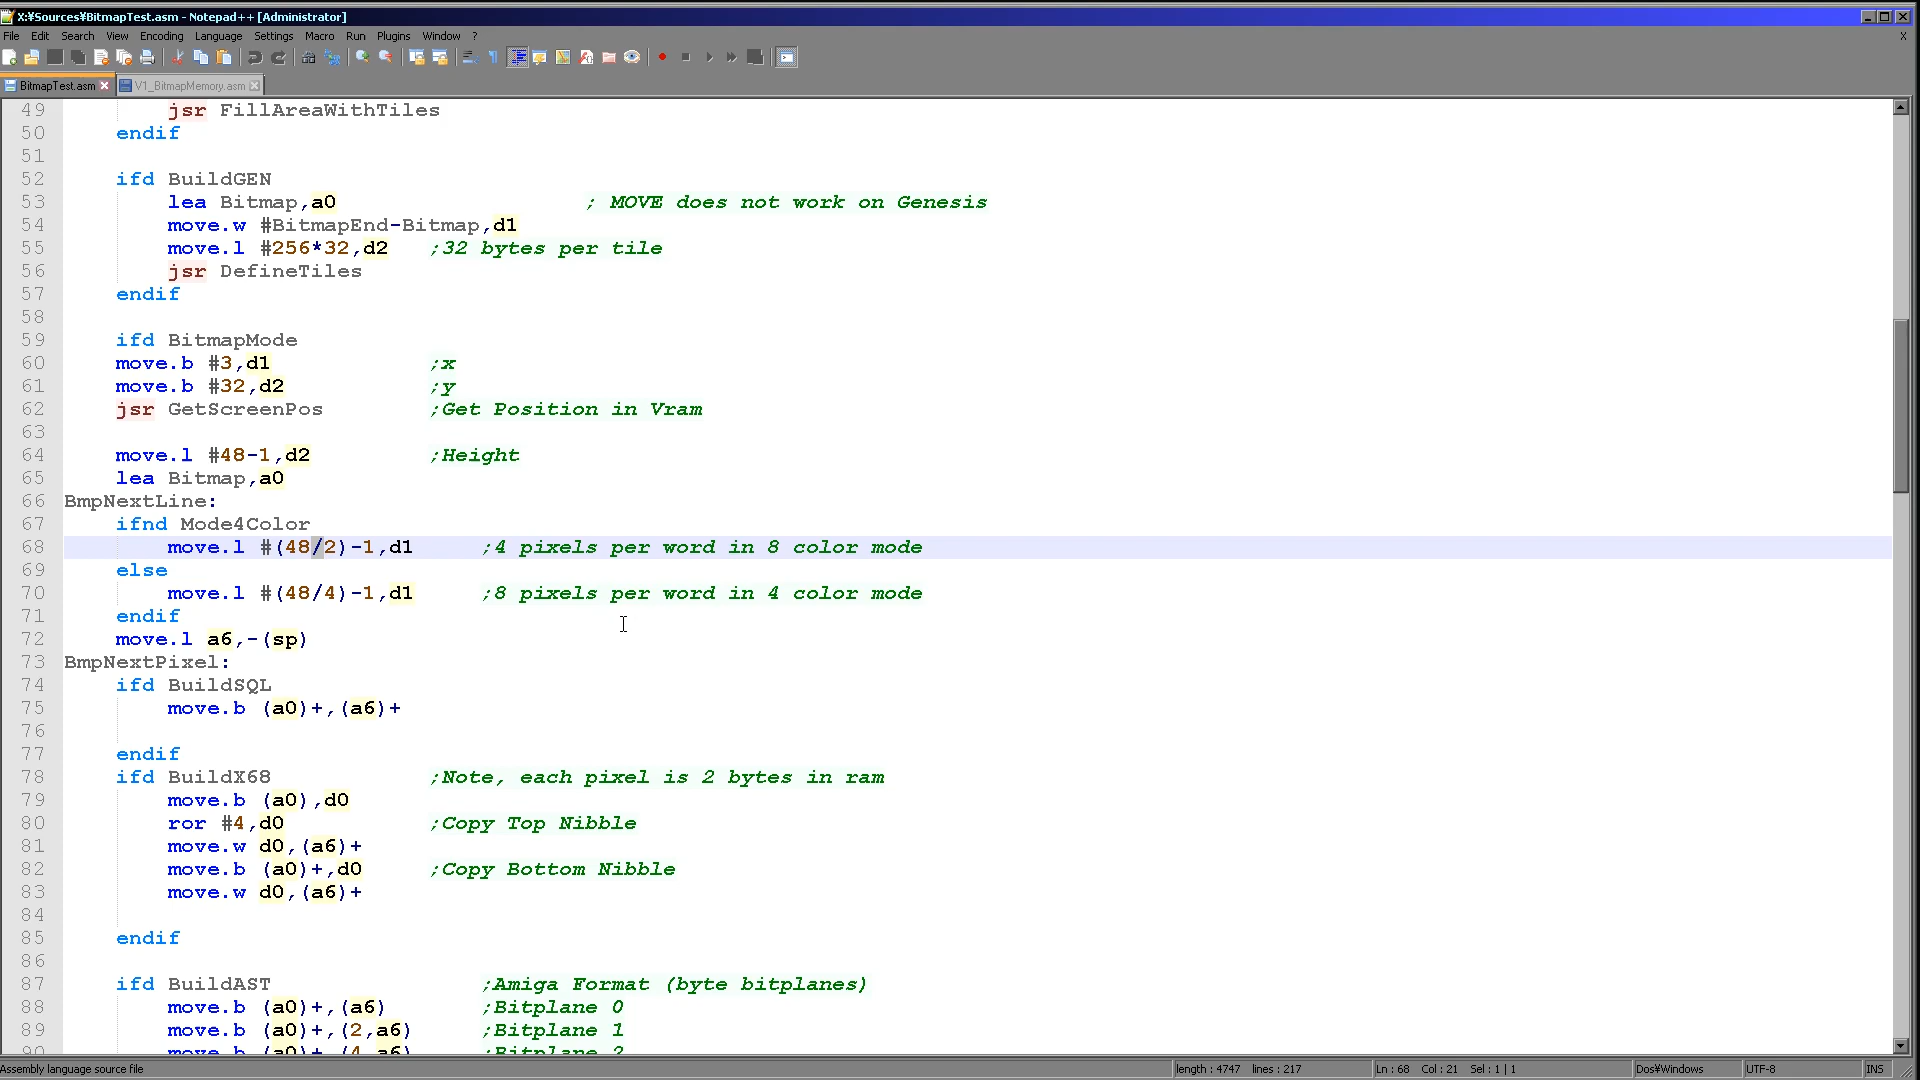 X:¥Sources¥BitmapTest.asm - Notepad++ [Administrator]
File Edit Search View Encoding Language Settings Macro Run Plugins Window ?
X
BitmapTest.asm V1_BitmapMemory.asm
49 jsr FillAreaWithTiles
50 endif
51
52 ifd BuildGEN
53 lea Bitmap,a0 ; MOVE does not work on Genesis
54 move.w #BitmapEnd-Bitmap,d1
55 move.l #256*32,d2 ;32 bytes per tile
56 jsr DefineTiles
57 endif
58
59 ifd BitmapMode
60 move.b #3,d1 ;x
61 move.b #32,d2 ;y
62 jsr GetScreenPos ;Get Position in Vram
63
64 move.l #48-1,d2 ;Height
65 lea Bitmap,a0
66 BmpNextLine:
67 ifnd Mode4Color
68 move.l #(48/2)-1,d1 ;4 pixels per word in 8 color mode
69 else
70 move.l #(48/4)-1,d1 ;8 pixels per word in 4 color mode
71 endif
72 move.l a6,-(sp)
73 BmpNextPixel:
74 ifd BuildSQL
75 move.b (a0)+,(a6)+
76
77 endif
78 ifd BuildX68 ;Note, each pixel is 2 bytes in ram
79 move.b (a0),d0
80 ror #4,d0 ;Copy Top Nibble
81 move.w d0,(a6)+
82 move.b (a0)+,d0 ;Copy Bottom Nibble
83 move.w d0,(a6)+
84
85 endif
86
87 ifd BuildAST ;Amiga Format (byte bitplanes)
88 move.b (a0)+,(a6) ;Bitplane 0
89 move.b (a0)+,(2,a6) ;Bitplane 1
90 move.b (a0)+,(4,a6) ;Bitplane 2
Assembly language source file length : 4747 lines : 217 Ln : 68 Col : 21 Sel : 1 | 1 Dos¥Windows UTF-8 INS